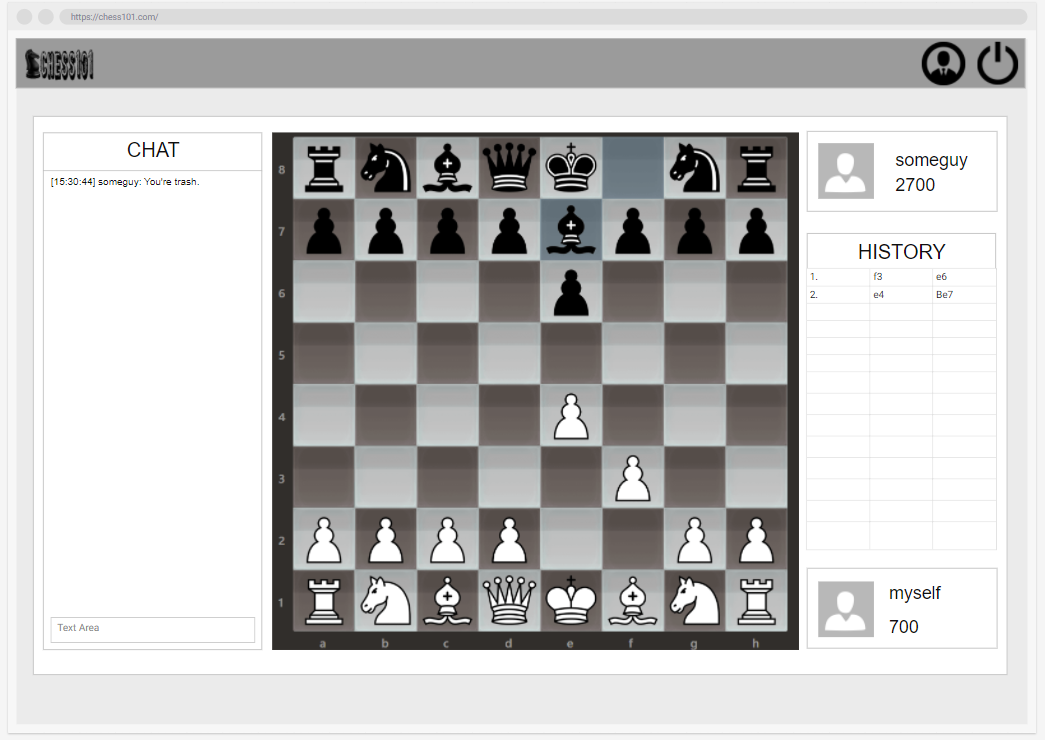 https://chess101.com/
CHESS101
CHAT
[15:30:44] someguy: You're trash.
Text Area
8
7
6
5
4
3
2
1
a b c d e f g h
someguy
2700
HISTORY
1. f3 e6
2. e4 Be7
myself
700